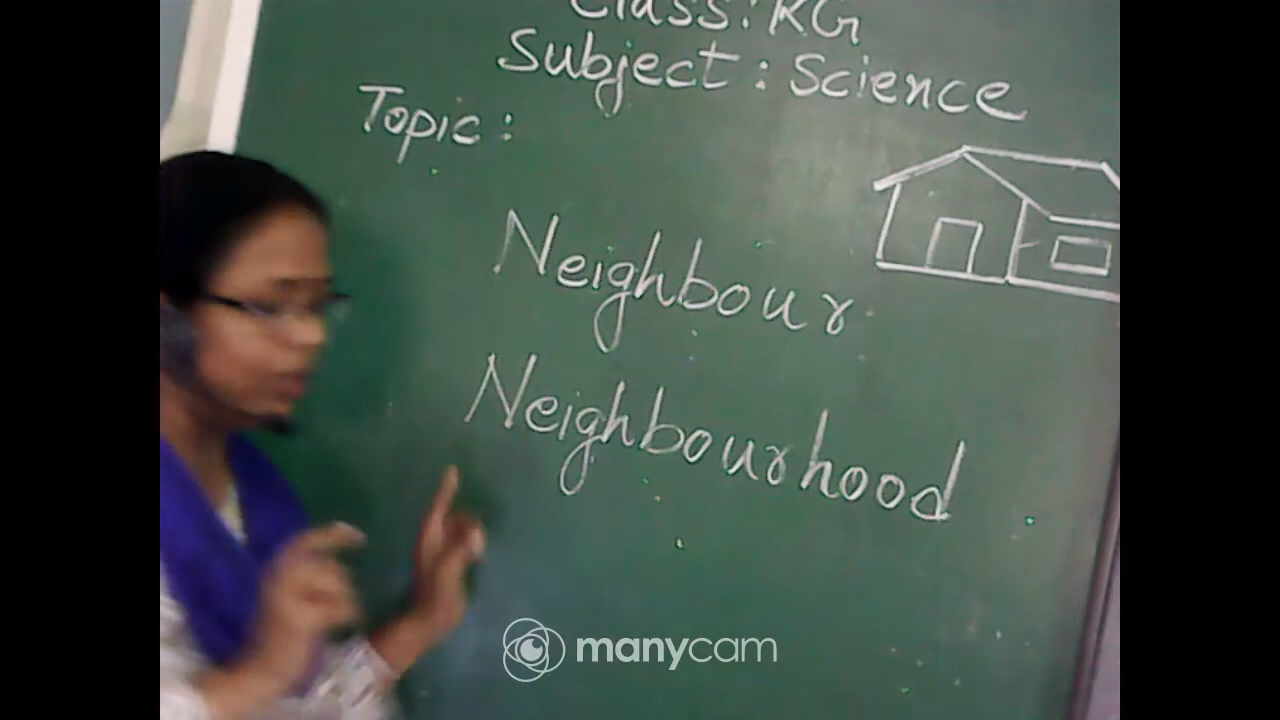 Class: KG
Subject : Science
Topic :
Neighbour
Neighbourhood
manycam